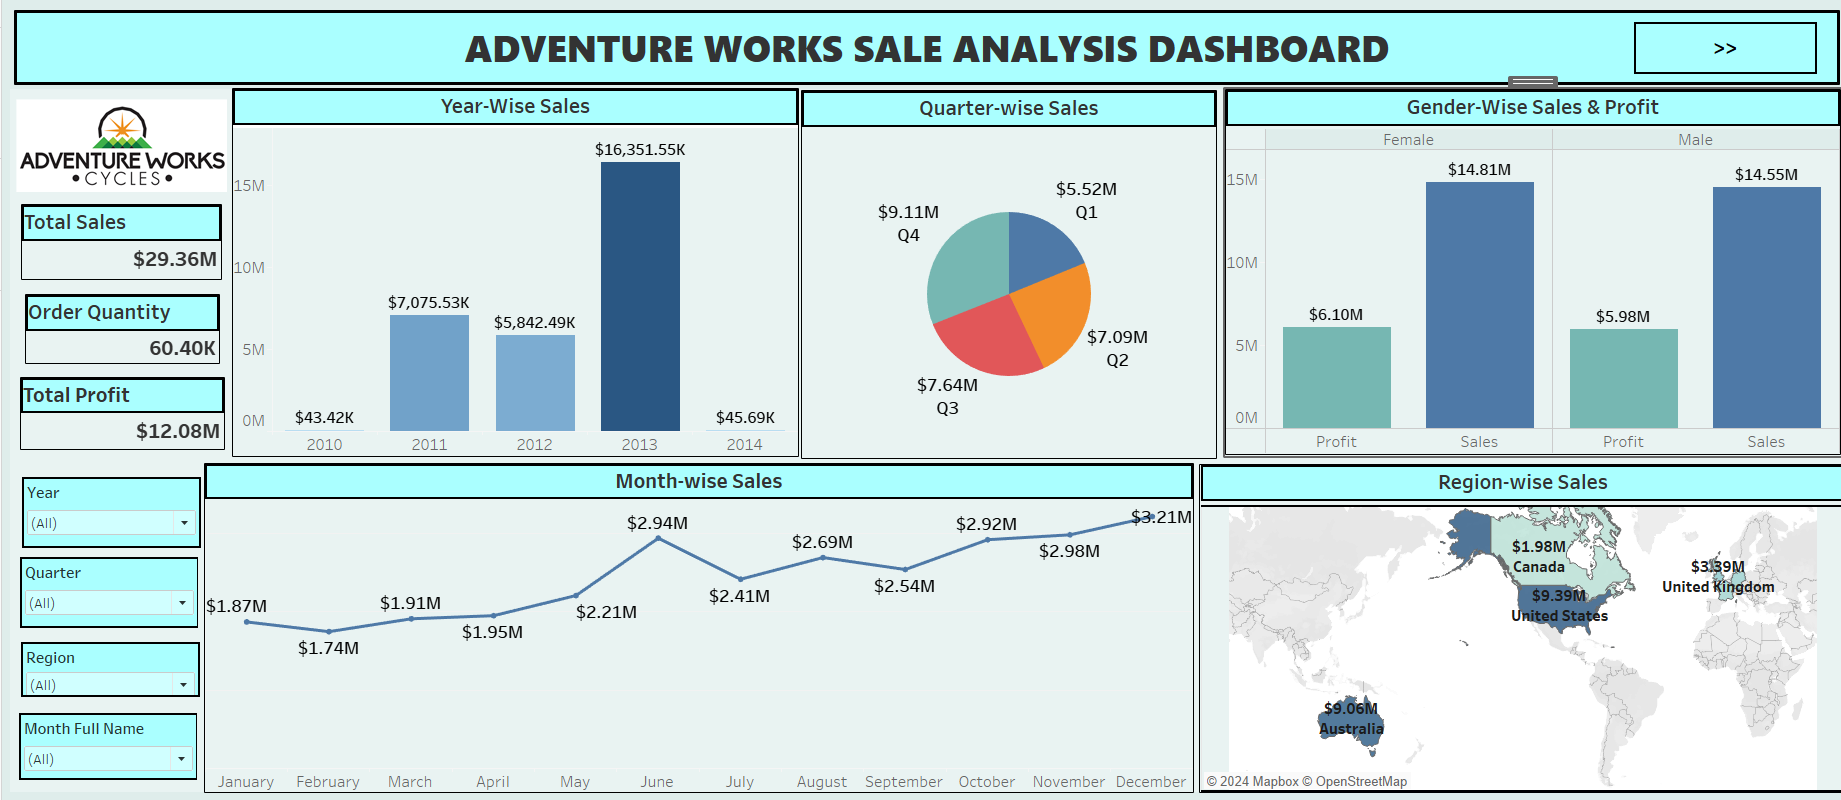 ADVENTURE WORKS SALE ANALYSIS DASHBOARD
>>
ADVENTURE WORKS
• CYCLES •
Total Sales
$29.36M
Order Quantity
60.40K
Total Profit
$12.08M
Year
(All)
Quarter
(All)
Region
(All)
Month Full Name
(All)
Year-Wise Sales
15M
10M
5M
0M
$43.42K
$7,075.53K
$5,842.49K
$16,351.55K
$45.69K
2010
2011
2012
2013
2014
Quarter-wise Sales
$5.52M
Q1
$7.09M
Q2
$7.64M
Q3
$9.11M
Q4
Gender-Wise Sales & Profit
Female
Male
15M
10M
5M
0M
$6.10M
$14.81M
$5.98M
$14.55M
Profit
Sales
Profit
Sales
Month-wise Sales
$1.87M
$1.74M
$1.91M
$1.95M
$2.21M
$2.94M
$2.41M
$2.69M
$2.54M
$2.92M
$2.98M
$3.21M
January
February
March
April
May
June
July
August
September
October
November
December
Region-wise Sales
$1.98M
Canada
$3.39M
United Kingdom
$9.39M
United States
$9.06M
Australia
© 2024 Mapbox © OpenStreetMap